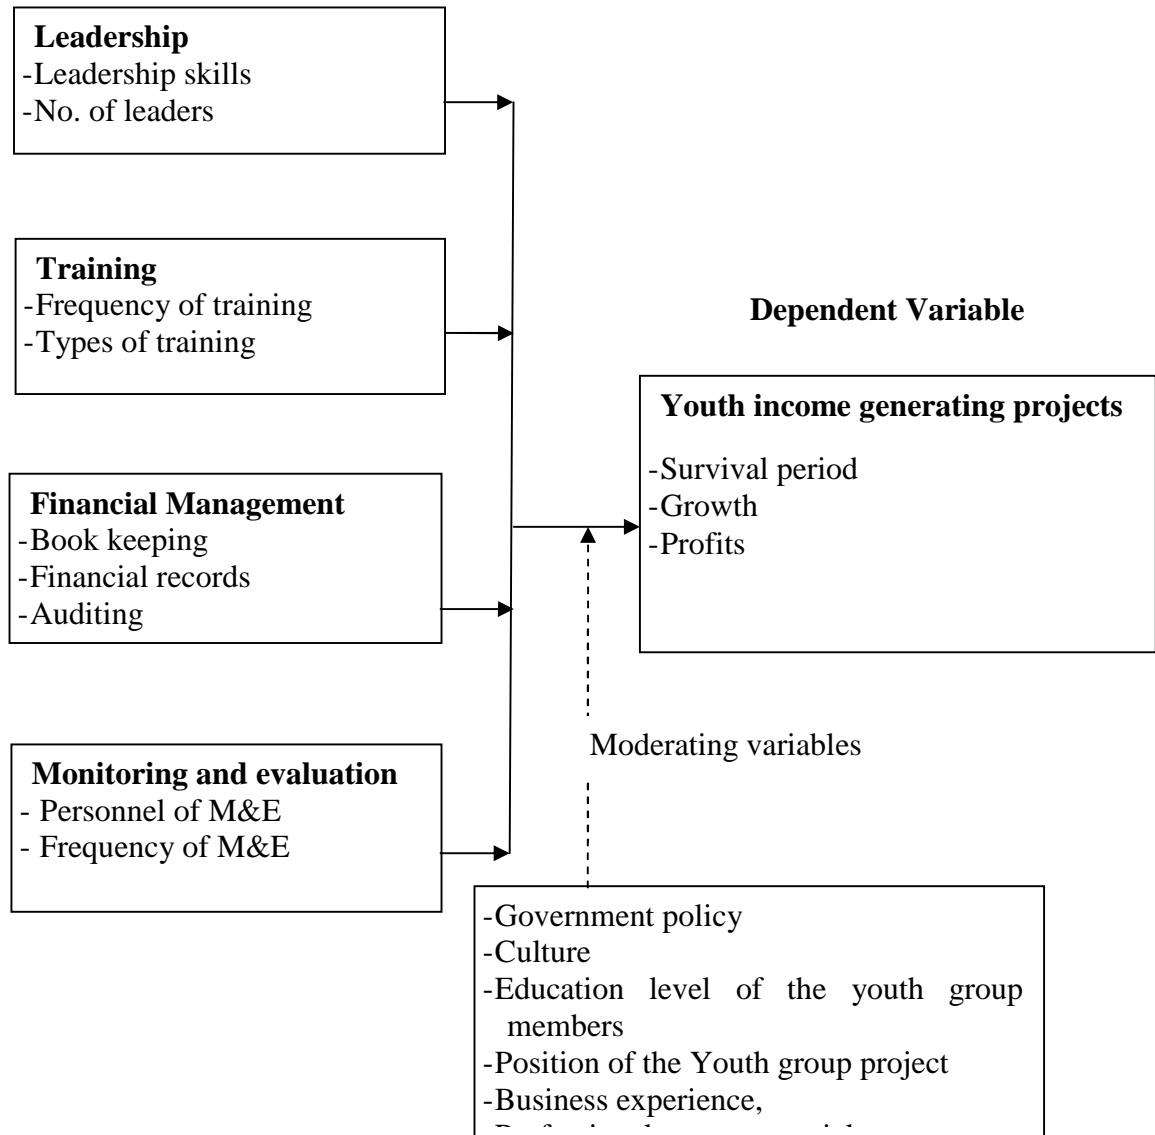 Leadership
-Leadership skills
-No. of leaders
Training
-Frequency of training
-Types of training
Dependent Variable
Youth income generating projects
-Survival period
-Growth
-Profits
Financial Management
-Book keeping
-Financial records
-Auditing
Moderating variables
Monitoring and evaluation
- Personnel of M&E
- Frequency of M&E
-Government policy
-Culture
-Education level of the youth group
members
-Position of the Youth group project
-Business experience,